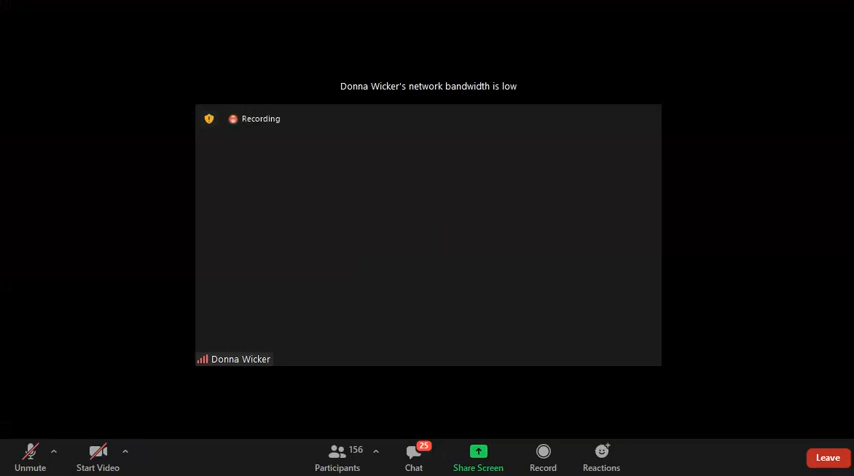 Donna Wicker's network bandwidth is low
Recording
Donna Wicker
156
25
Unmute
Start Video
Participants
Chat
Share Screen
Record
Reactions
Leave